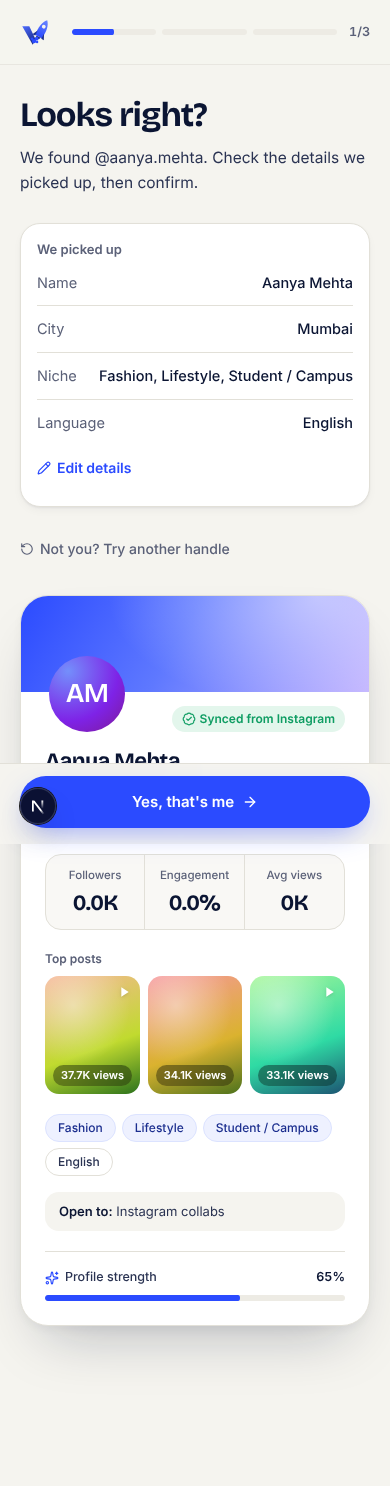 1/3
Looks right?
We found @aanya.mehta. Check the details we
picked up, then confirm.
We picked up
Name Aanya Mehta
City Mumbai
Niche Fashion, Lifestyle, Student / Campus
Language English
Edit details
Not you? Try another handle
AM
Synced from Instagram
Aanya Mehta
Yes, that's me
N
Followers Engagement Avg views
0.0K 0.0% 0K
Top posts
37.7K views 34.1K views 33.1K views
Fashion Lifestyle Student / Campus
English
Open to: Instagram collabs
Profile strength 65%